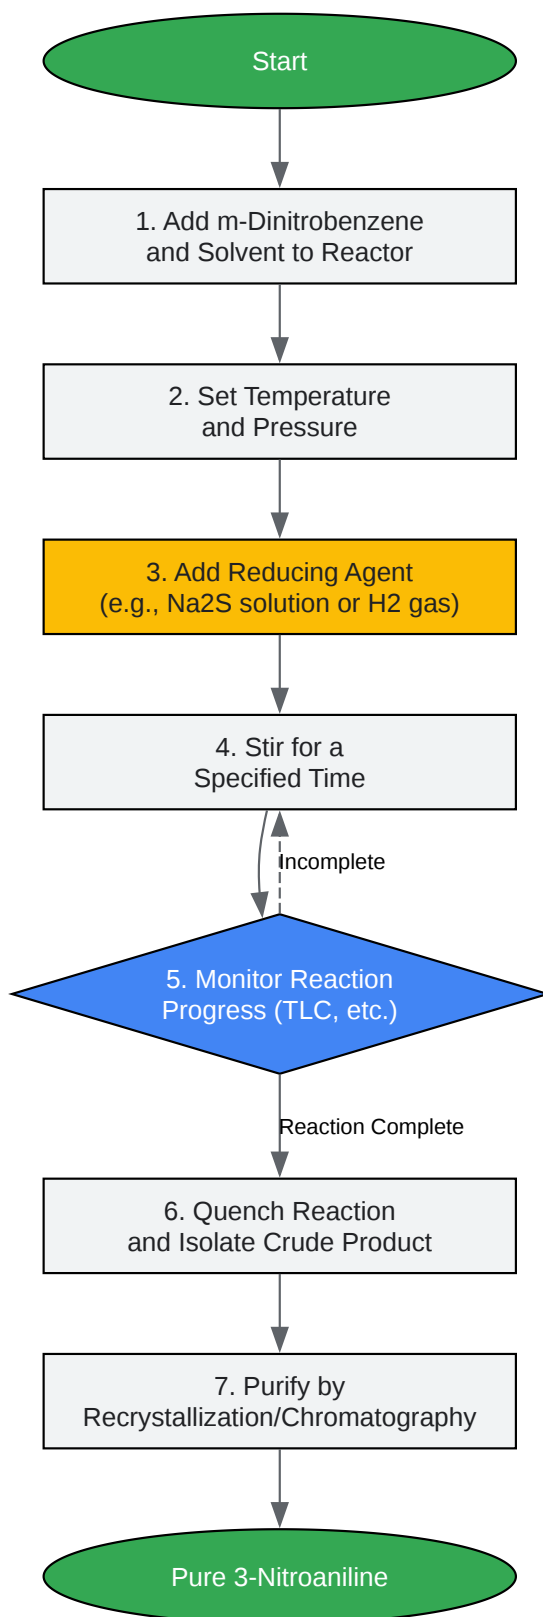 Start
1. Add m-Dinitrobenzene
and Solvent to Reactor
2. Set Temperature
and Pressure
3. Add Reducing Agent
(e.g., Na2S solution or H2 gas)
4. Stir for a
Specified Time
Incomplete
5. Monitor Reaction
Progress (TLC, etc.)
Reaction Complete
6. Quench Reaction
and Isolate Crude Product
7. Purify by
Recrystallization/Chromatography
Pure 3-Nitroaniline